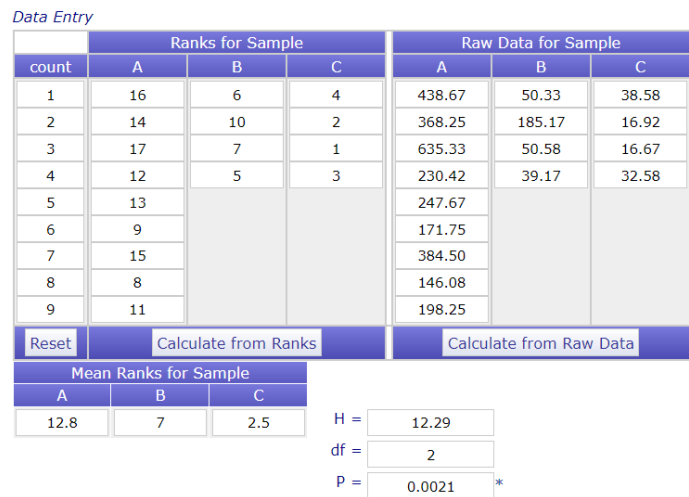 Data Entry
Ranks for Sample Raw Data for Sample
count A B C A B C
1 16 6 4 438.67 50.33 38.58
2 14 10 2 368.25 185.17 16.92
3 17 7 1 635.33 50.58 16.67
4 12 5 3 230.42 39.17 32.58
5 13 247.67
6 9 171.75
7 15 384.50
8 8 146.08
9 11 198.25
Reset Calculate from Ranks Calculate from Raw Data
Mean Ranks for Sample
A B C
12.8 7 2.5
H = 12.29
df = 2
P = 0.0021 *